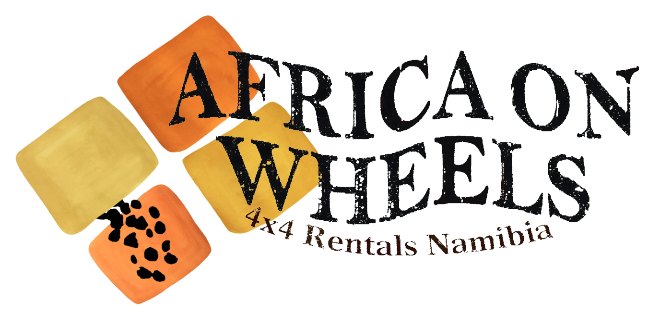 AFRICA ON
WHEELS
4x4 Rentals Namibia